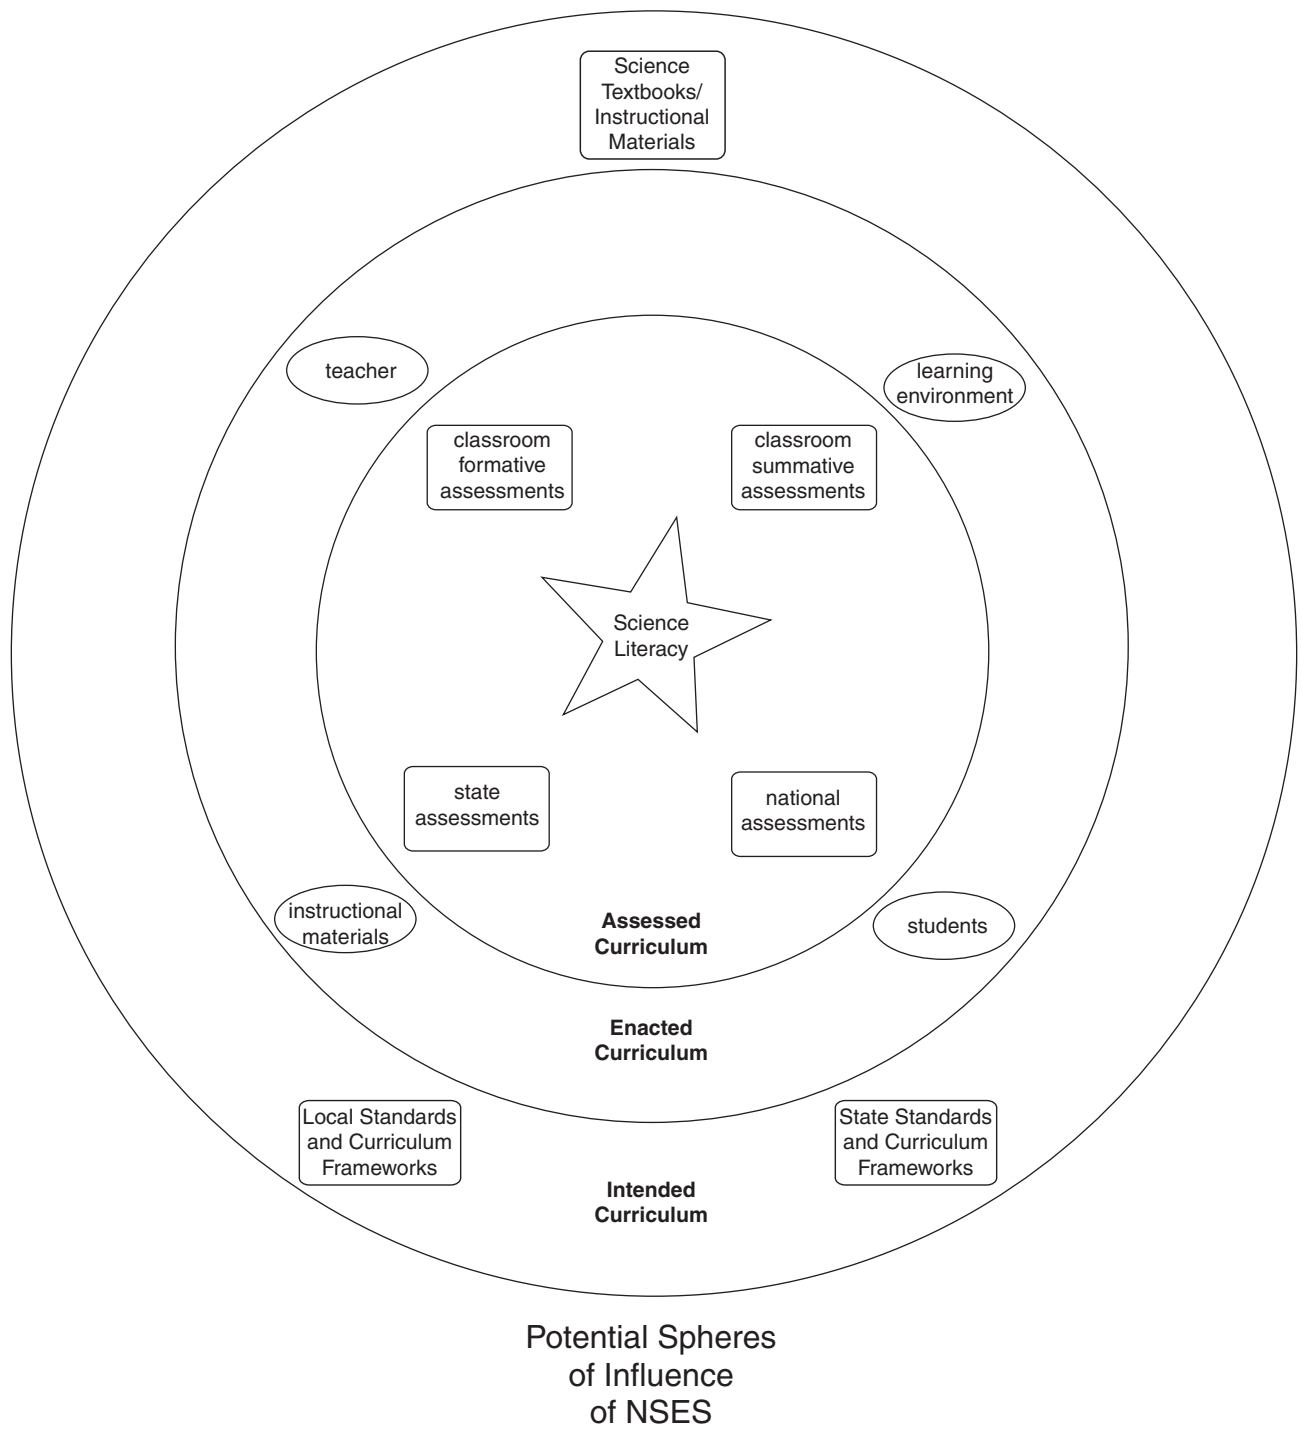 Science
Textbooks/
Instructional
Materials
teacher
learning
environment
classroom
formative
assessments
classroom
summative
assessments
Science
Literacy
state
assessments
national
assessments
instructional
materials
students
Assessed
Curriculum
Enacted
Curriculum
Local Standards
and Curriculum
Frameworks
State Standards
and Curriculum
Frameworks
Intended
Curriculum
Potential Spheres
of Influence
of NSES